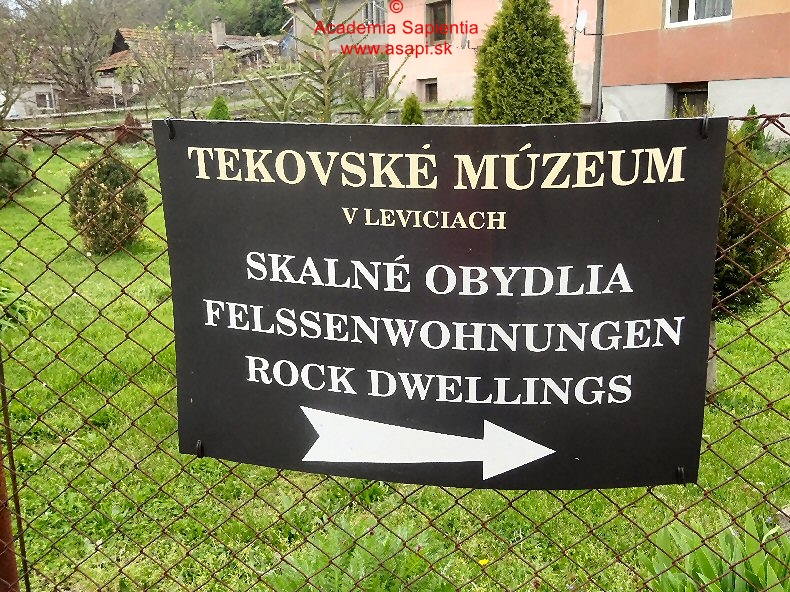 ©
Academia Sapientia
www.asapi.sk
TEKOVSKÉ MÚZEUM
V LEVICIACH
SKALNÉ OBYDLIA
FELSSENWOHNUNGEN
ROCK DWELLINGS